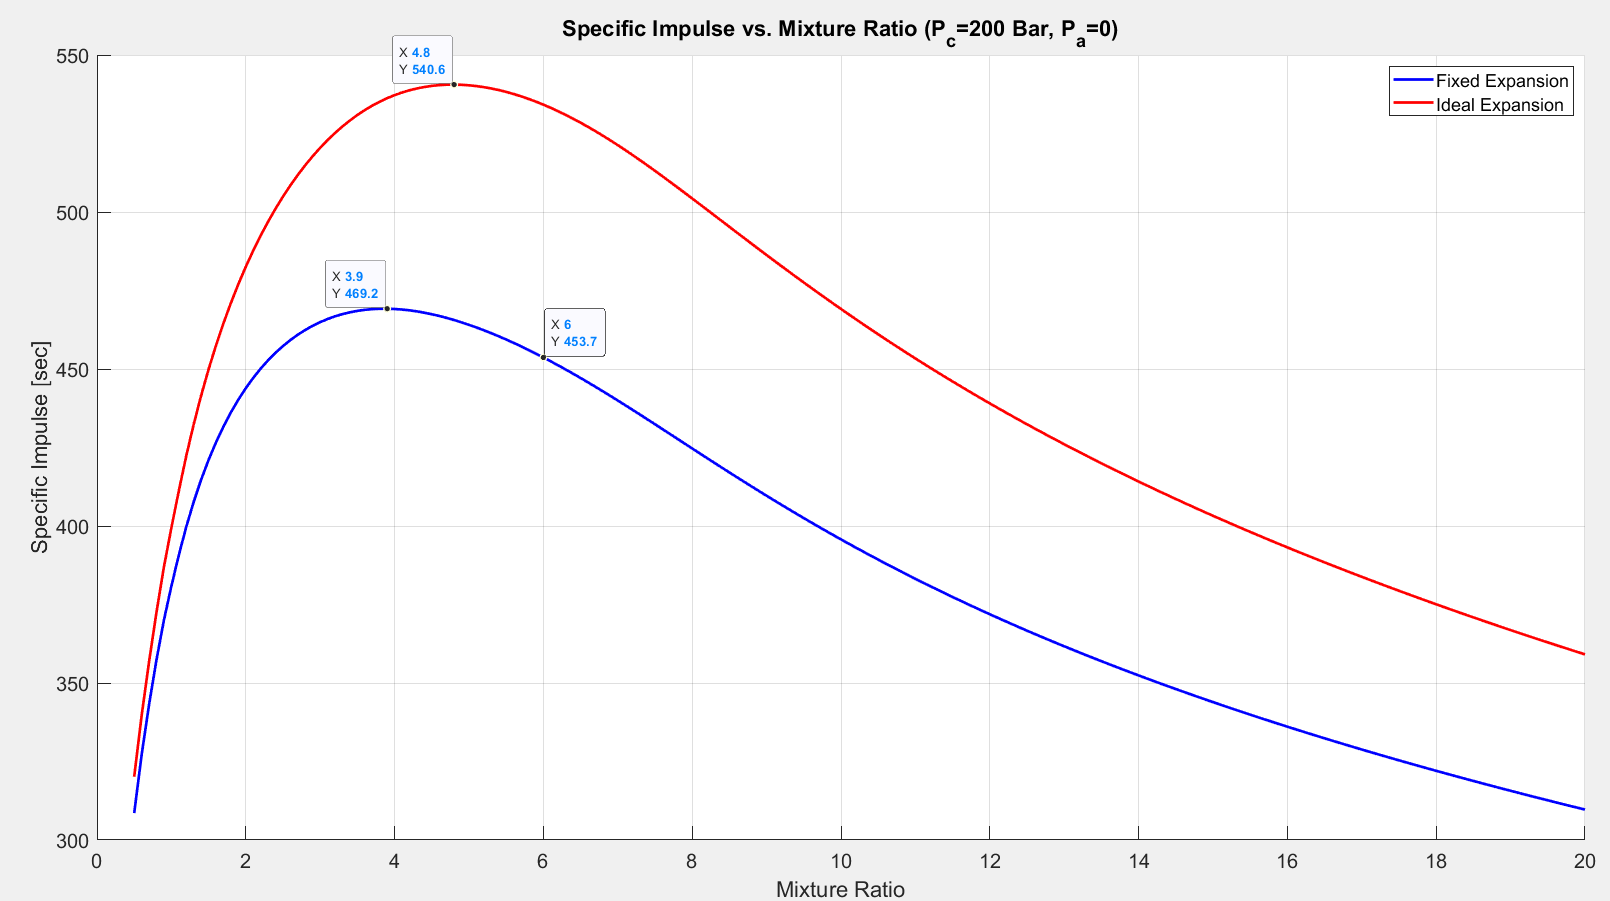 Specific Impulse vs. Mixture Ratio (Pc=200 Bar, Pa=0)
X 4.8
Y 540.6
Fixed Expansion
Ideal Expansion
X 3.9
Y 469.2
X 6
Y 453.7
Specific Impulse [sec]
550
500
450
400
350
300
0 2 4 6 8 10 12 14 16 18 20
Mixture Ratio